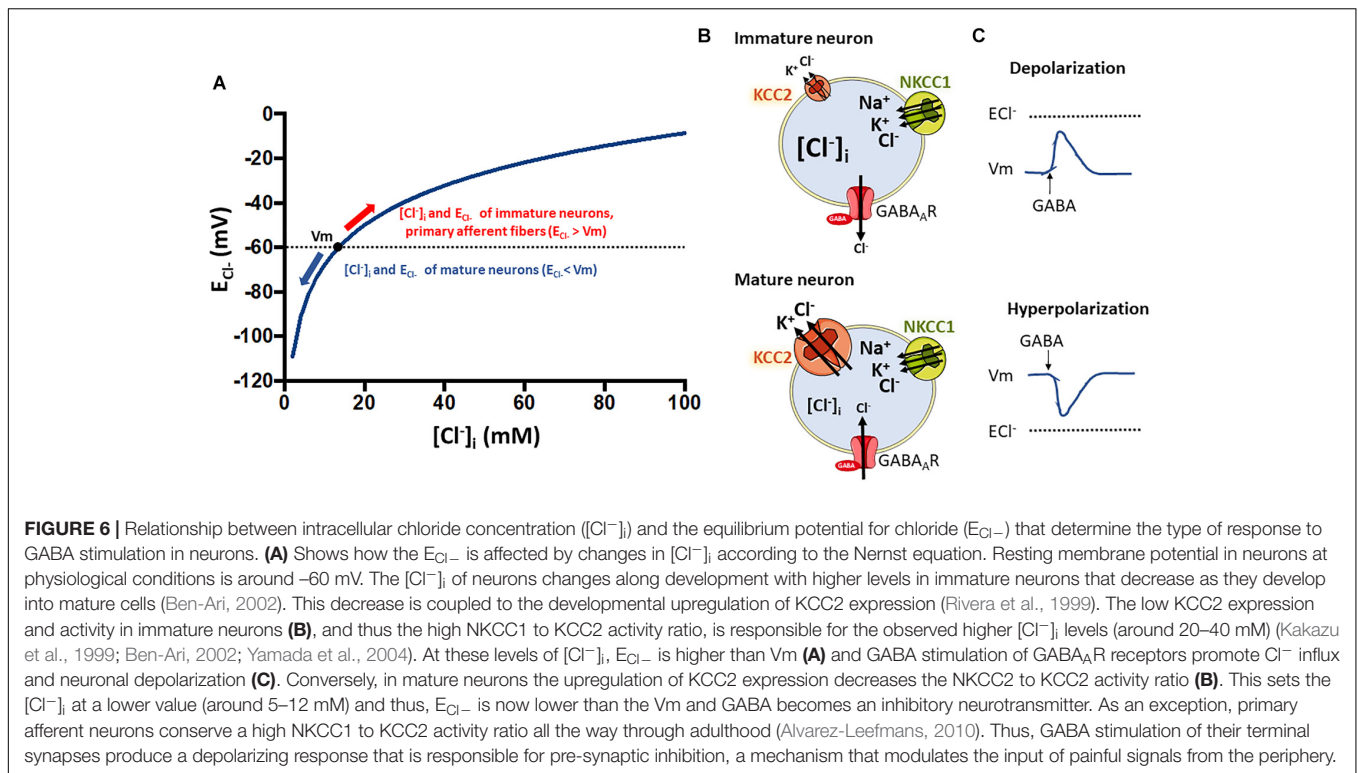 A
0
-20
-40
-60
-80
-100
-120
E_Cl- (mV)
Vm
[Cl⁻]ᵢ and E_Cl- of immature neurons,
primary afferent fibers (E_Cl- > Vm)
[Cl⁻]ᵢ and E_Cl- of mature neurons (E_Cl-< Vm)
0 20 40 60 80 100
[Cl⁻]ᵢ (mM)
B
Immature neuron
K⁺ Cl⁻
KCC2
NKCC1
Na⁺
K⁺
Cl⁻
[Cl⁻]ᵢ
GABA
GABA_AR
Cl⁻
Mature neuron
Cl⁻
K⁺
KCC2
NKCC1
Na⁺
K⁺
Cl⁻
[Cl⁻]ᵢ
Cl⁻
GABA
GABA_AR
C
Depolarization
ECl⁻
Vm
GABA
Hyperpolarization
GABA
Vm
ECl⁻
FIGURE 6 | Relationship between intracellular chloride concentration ([Cl−]ᵢ) and the equilibrium potential for chloride (E_Cl−) that determine the type of response to
GABA stimulation in neurons. (A) Shows how the E_Cl− is affected by changes in [Cl−]ᵢ according to the Nernst equation. Resting membrane potential in neurons at
physiological conditions is around –60 mV. The [Cl−]ᵢ of neurons changes along development with higher levels in immature neurons that decrease as they develop
into mature cells (Ben-Ari, 2002). This decrease is coupled to the developmental upregulation of KCC2 expression (Rivera et al., 1999). The low KCC2 expression
and activity in immature neurons (B), and thus the high NKCC1 to KCC2 activity ratio, is responsible for the observed higher [Cl−]ᵢ levels (around 20–40 mM) (Kakazu
et al., 1999; Ben-Ari, 2002; Yamada et al., 2004). At these levels of [Cl−]ᵢ, E_Cl− is higher than Vm (A) and GABA stimulation of GABA_AR receptors promote Cl− influx
and neuronal depolarization (C). Conversely, in mature neurons the upregulation of KCC2 expression decreases the NKCC2 to KCC2 activity ratio (B). This sets the
[Cl−]ᵢ at a lower value (around 5–12 mM) and thus, E_Cl− is now lower than the Vm and GABA becomes an inhibitory neurotransmitter. As an exception, primary
afferent neurons conserve a high NKCC1 to KCC2 activity ratio all the way through adulthood (Alvarez-Leefmans, 2010). Thus, GABA stimulation of their terminal
synapses produce a depolarizing response that is responsible for pre-synaptic inhibition, a mechanism that modulates the input of painful signals from the periphery.